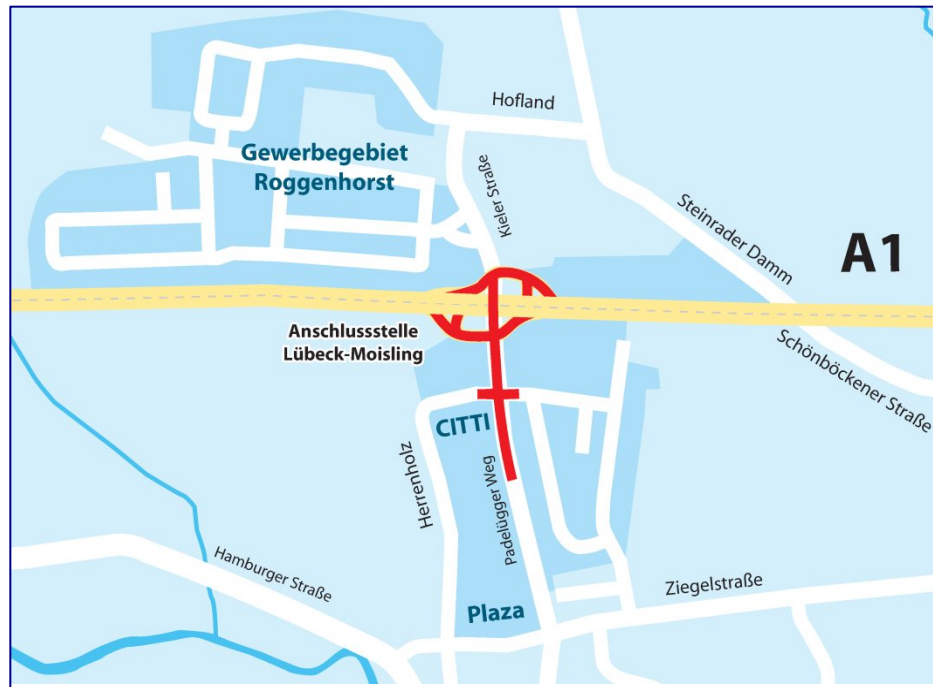 Hofland
Gewerbegebiet
Roggenhorst
Kieler Straße
Steinrader Damm
A1
Anschlussstelle
Lübeck-Moisling
Schönböckener Straße
CITTI
Herrenholz
Padelügger Weg
Hamburger Straße
Ziegelstraße
Plaza